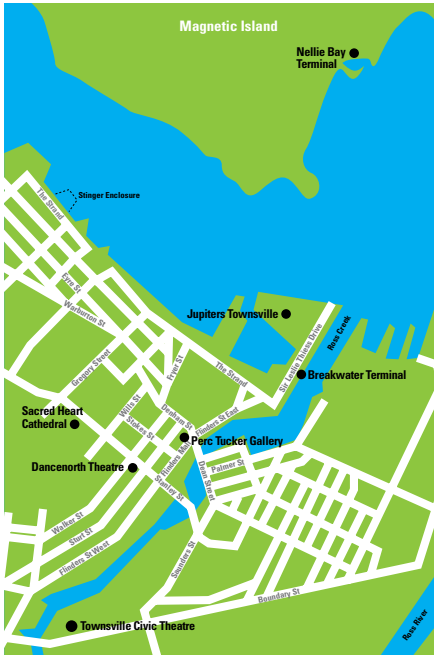 Magnetic Island
Nellie Bay
Terminal
The Strand
Stinger Enclosure
Eyre St
Warburton St
Jupiters Townsville
Ross Creek
Sir Leslie Thiess Drive
Gregory Street
Fryer St
The Strand
Breakwater Terminal
Sacred Heart
Cathedral
Wills St
Stokes St
Denham St
Flinders St East
Perc Tucker Gallery
Flinders Mall
Dancenorth Theatre
Stanley St
Dean Street
Palmer St
Walker St
Sturt St
Flinders St West
Saunders St
Boundary St
Townsville Civic Theatre
Ross River